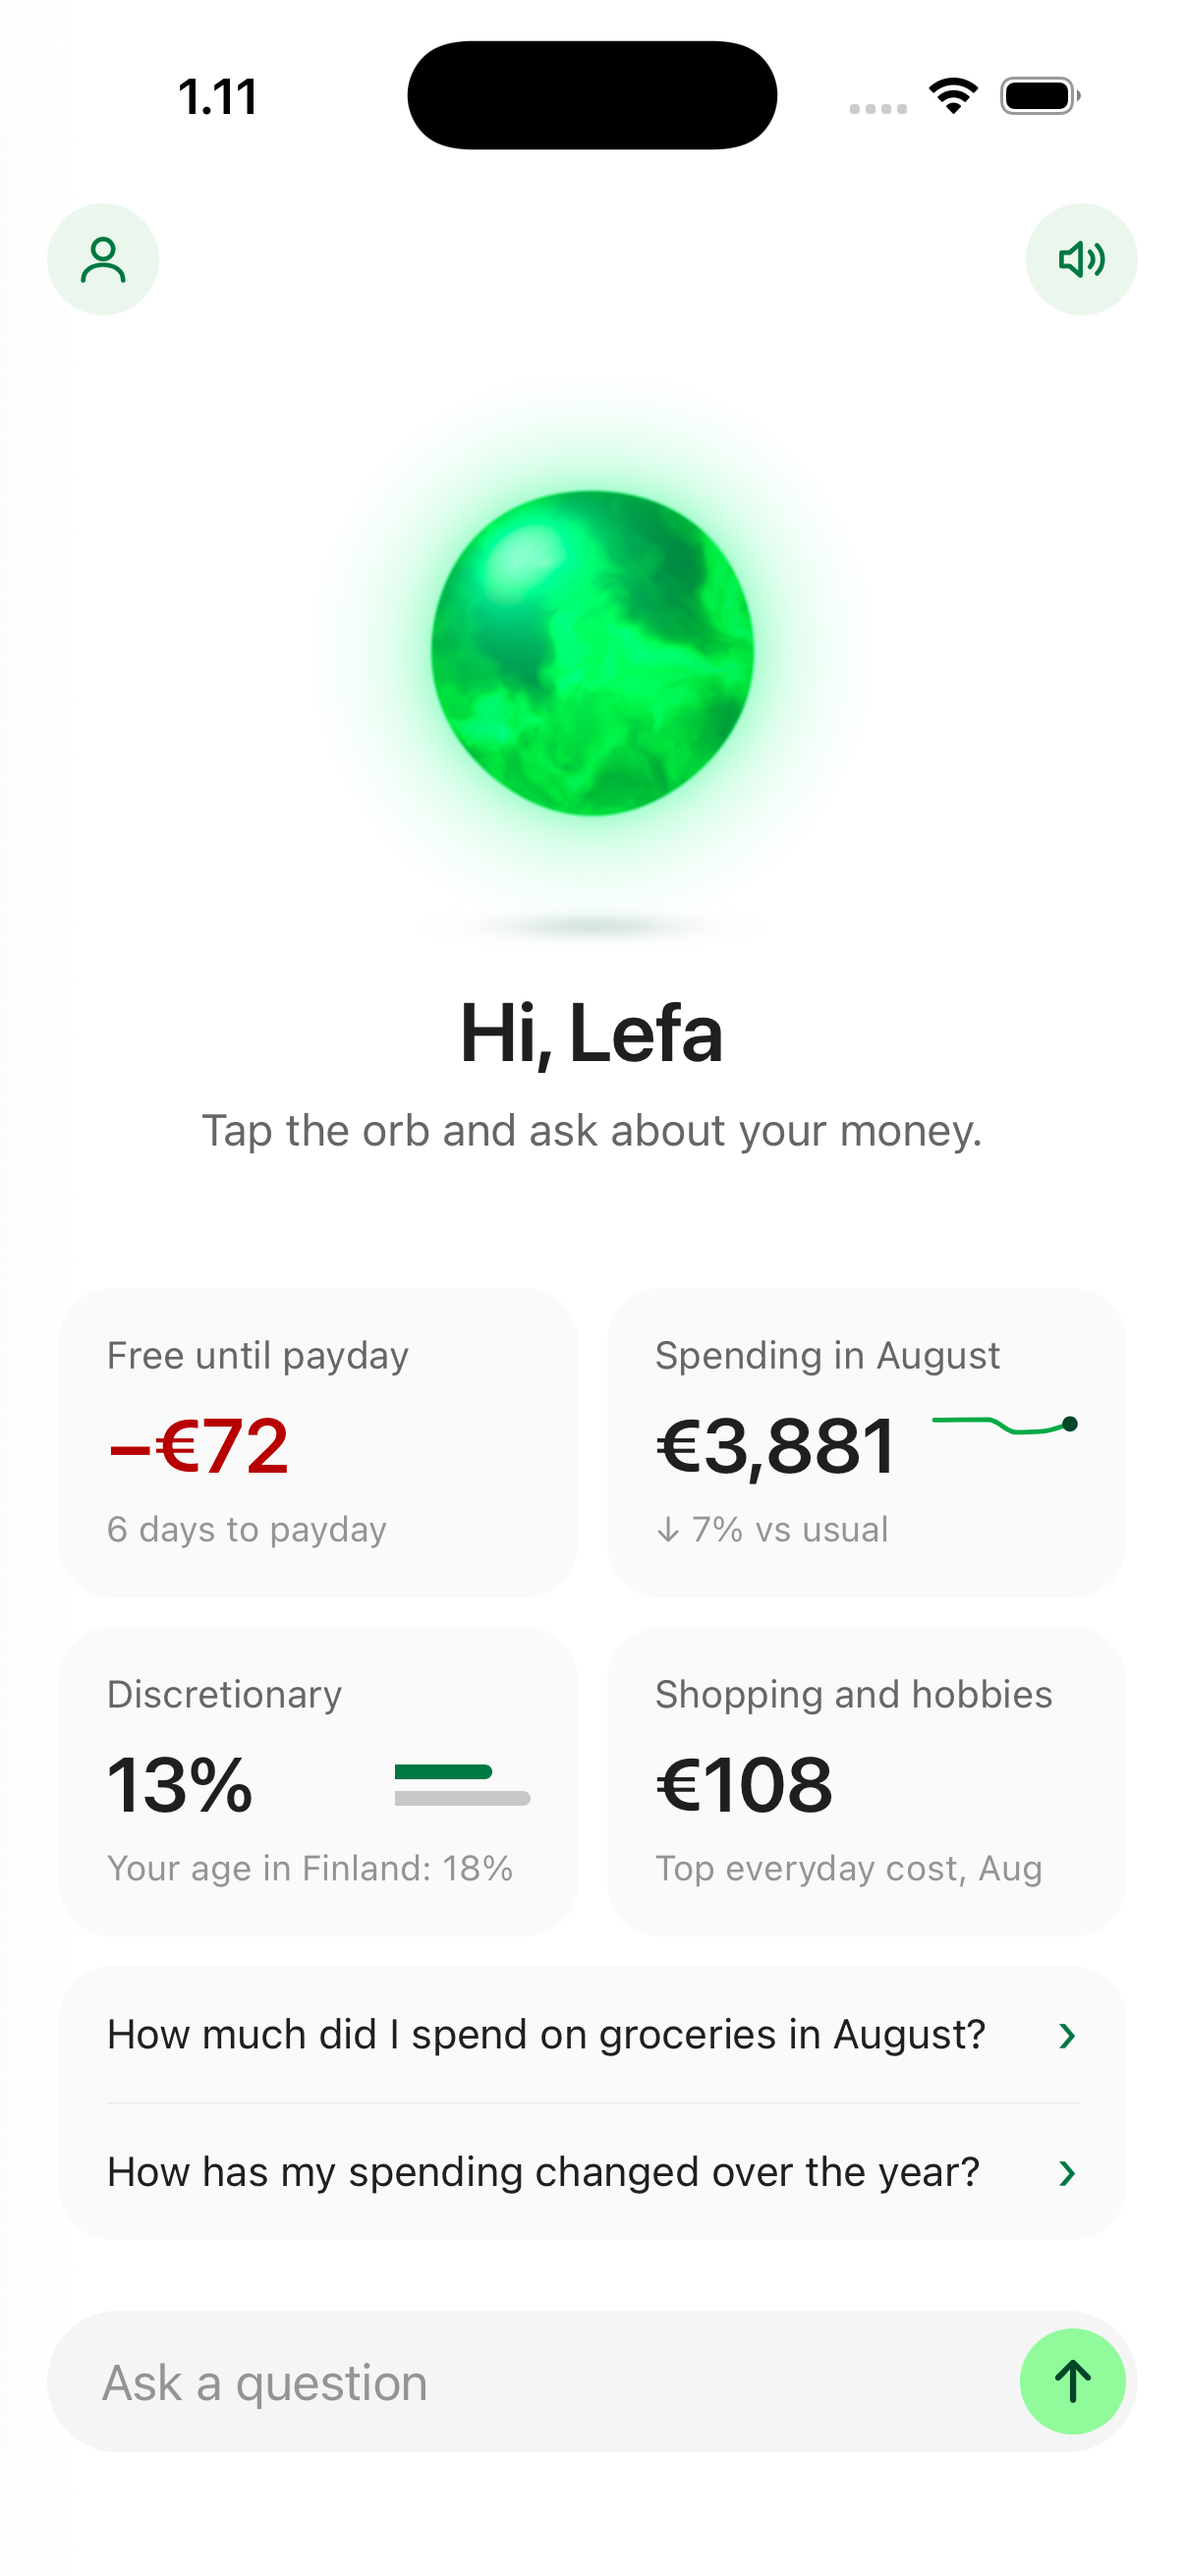 1.11
Hi, Lefa
Tap the orb and ask about your money.
Free until payday
–€72
6 days to payday
Spending in August
€3,881
↓ 7% vs usual
Discretionary
13%
Your age in Finland: 18%
Shopping and hobbies
€108
Top everyday cost, Aug
How much did I spend on groceries in August?
How has my spending changed over the year?
Ask a question